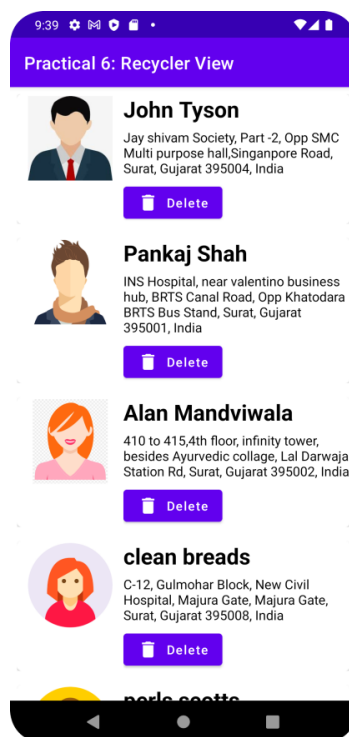 9:39
Practical 6: Recycler View
John Tyson
Jay shivam Society, Part -2, Opp SMC
Multi purpose hall,Singanpore Road,
Surat, Gujarat 395004, India
Delete
Pankaj Shah
INS Hospital, near valentino business
hub, BRTS Canal Road, Opp Khatodara
BRTS Bus Stand, Surat, Gujarat
395001, India
Delete
Alan Mandviwala
410 to 415,4th floor, infinity tower,
besides Ayurvedic collage, Lal Darwaja
Station Rd, Surat, Gujarat 395002, India
Delete
clean breads
C-12, Gulmohar Block, New Civil
Hospital, Majura Gate, Majura Gate,
Surat, Gujarat 395008, India
Delete